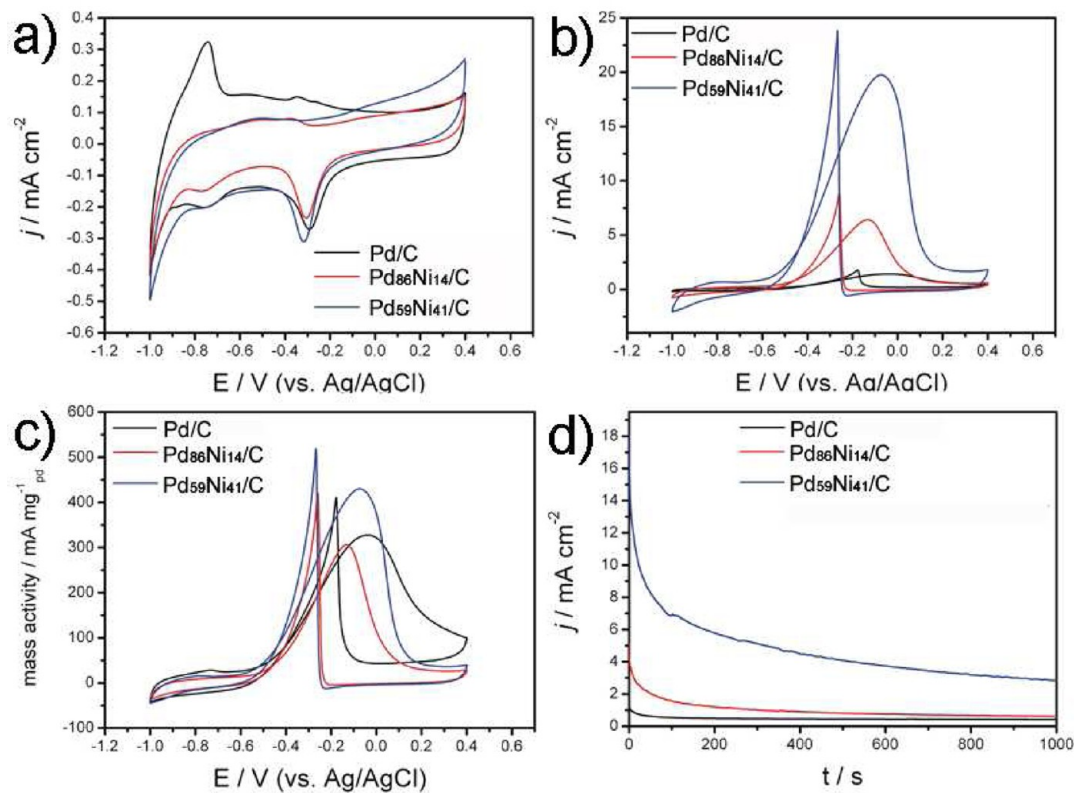 a)
0.4
0.3
0.2
0.1
0.0
-0.1
-0.2
-0.3
-0.4
-0.5
-0.6
j / mA cm-2
Pd/C
Pd86Ni14/C
Pd59Ni41/C
-1.2 -1.0 -0.8 -0.6 -0.4 -0.2 0.0 0.2 0.4 0.6
E / V (vs. Ag/AgCl)
b)
25
20
15
10
5
0
j / mA cm-2
Pd/C
Pd86Ni14/C
Pd59Ni41/C
-1.2 -1.0 -0.8 -0.6 -0.4 -0.2 0.0 0.2 0.4 0.6
E / V (vs. Ag/AgCl)
c)
600
500
400
300
200
100
0
-100
mass activity / mA mg-1pd
Pd/C
Pd86Ni14/C
Pd59Ni41/C
-1.2 -1.0 -0.8 -0.6 -0.4 -0.2 0.0 0.2 0.4 0.6
E / V (vs. Ag/AgCl)
d)
18
16
14
12
10
8
6
4
2
0
j / mA cm-2
Pd/C
Pd86Ni14/C
Pd59Ni41/C
0 200 400 600 800 1000
t / s